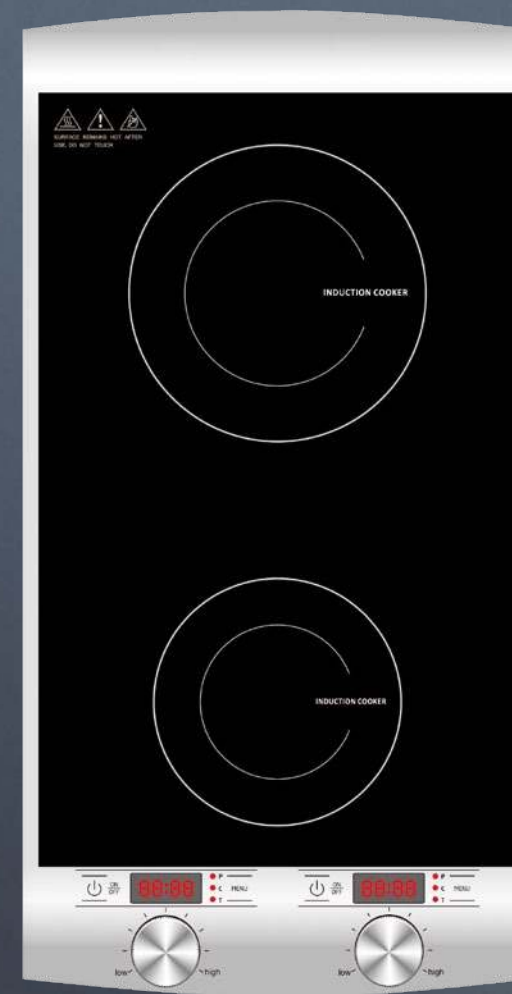 SURFACE REMAINS HOT AFTER
USE, DO NOT TOUCH
INDUCTION COOKER
INDUCTION COOKER
ON
OFF
88:88
P
C
T
MENU
low
high
ON
OFF
88:88
P
C
T
MENU
low
high